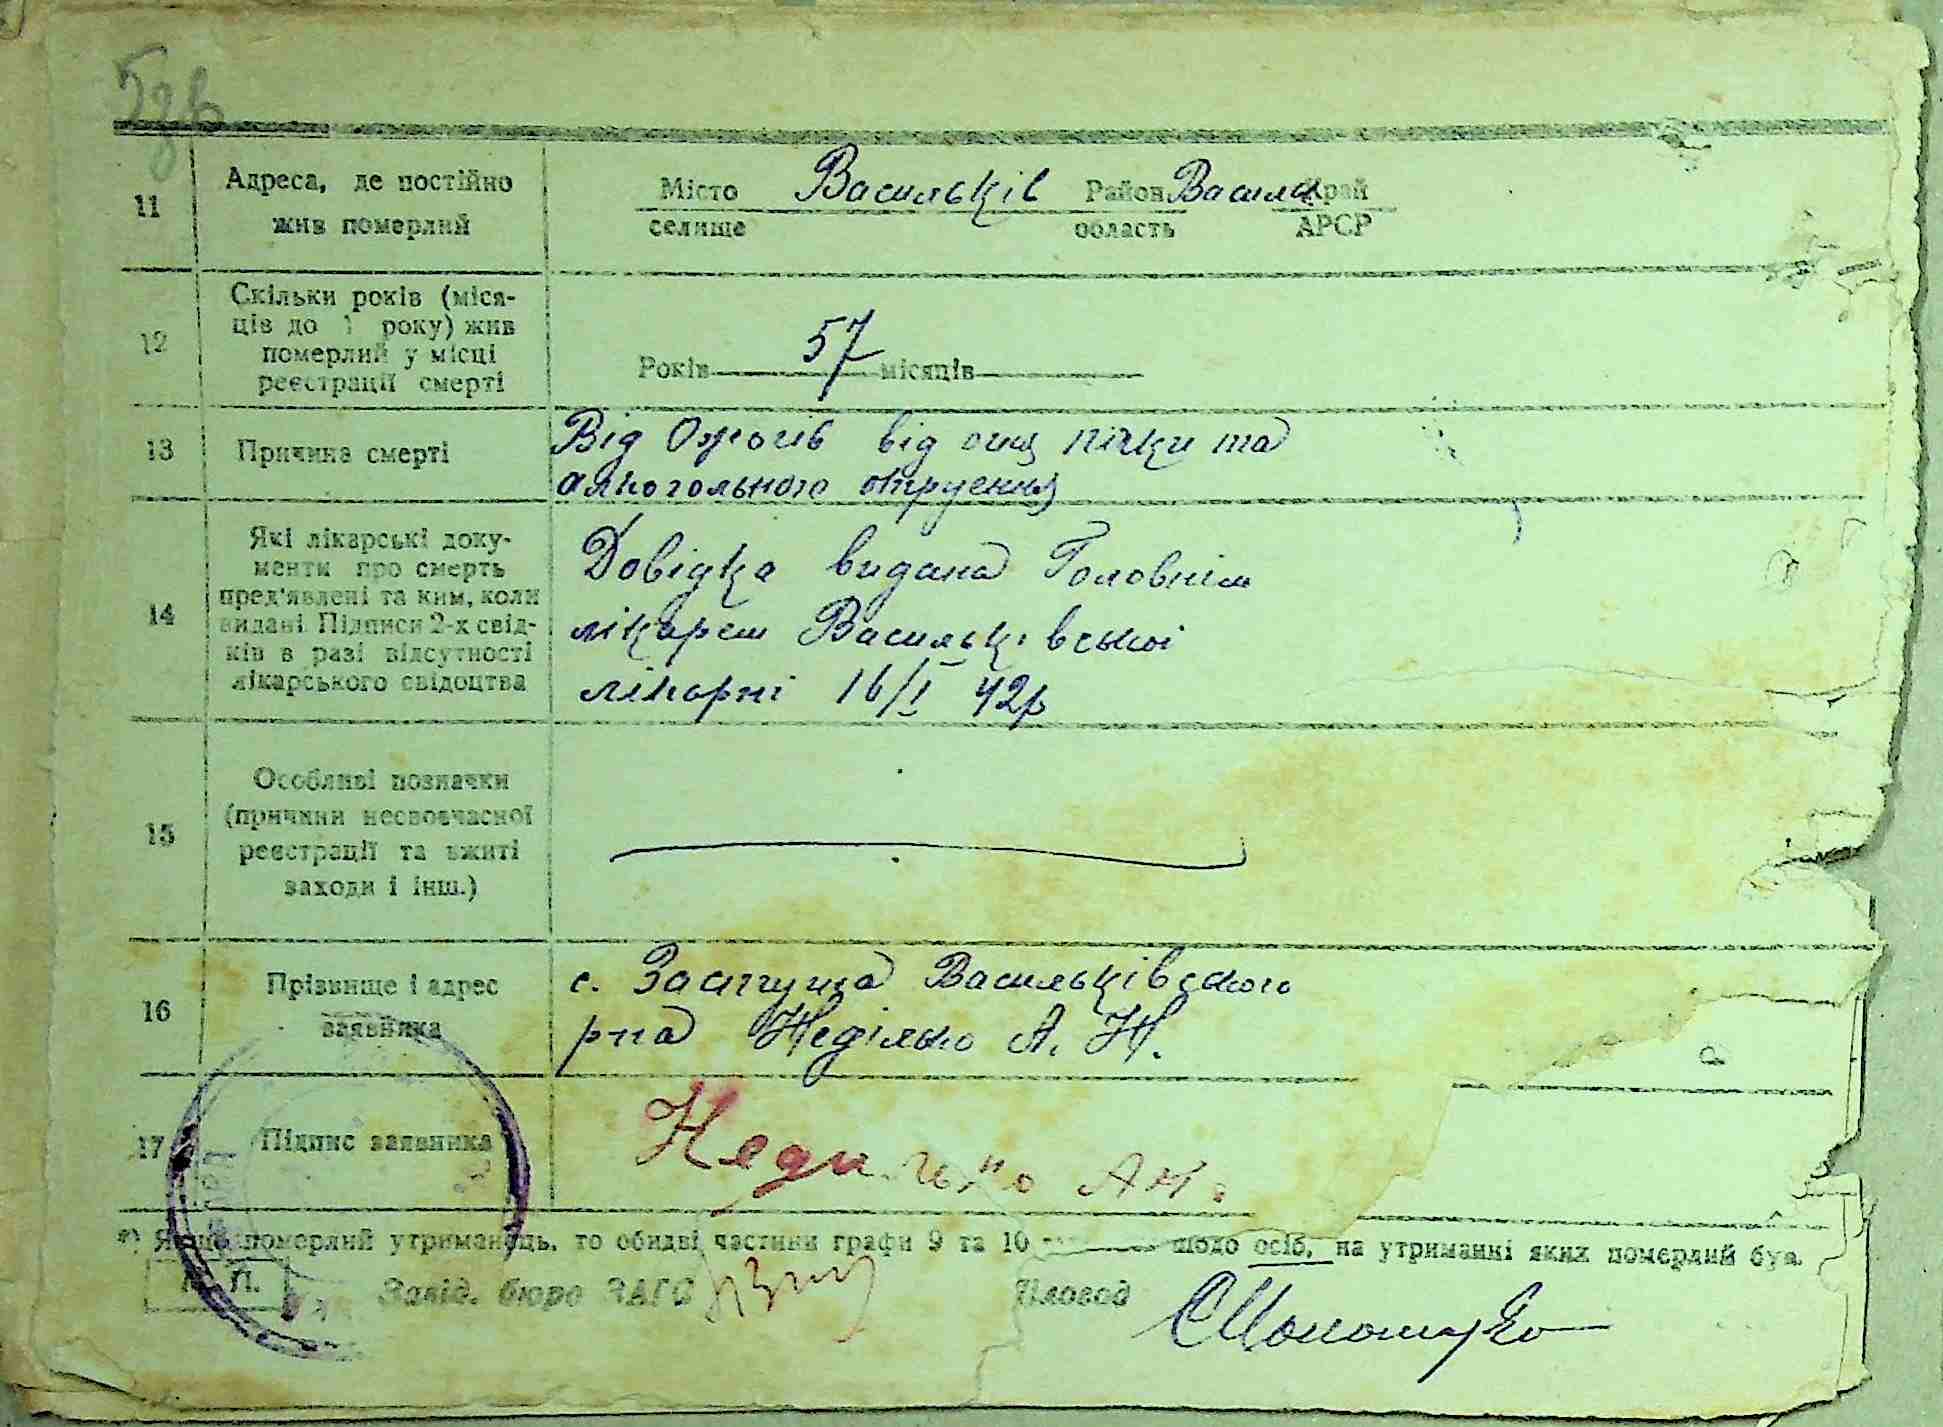 11
Адреса, де постійно
жив померлий
Місто Васильків Район Васильк Край
селище область АРСР
12
Скільки років (міся-
ців до 1 року) жив
померлий у місці
реєстрації смерті
Років 57 місяців
13
Причина смерті
Від Ожогів від пічки та
алкогольного отруєння
14
Які лікарські доку-
менти про смерть
пред'явлені та ким, коли
видані. Підписи 2-х свід-
ків в разі відсутності
лікарського свідоцтва
Довідка видана Головнім
лікарем Васильківської
лікарні 16/I 42р
15
Особливі позначки
(причини несвоєчасної
реєстрації та вжиті
заходи і інш.)
16
Прізвище і адрес
заявника
с. Застугна Васильківського
р-на Неділько А. Н.
17
Підпис заявника
Недилько А Н.
*) Якщо померлий утриманець, то обидві частини графи 9 та 10 щодо осіб, на утриманні яких померлий був.
М. П.
Завід. бюро ЗАГС
Діловод